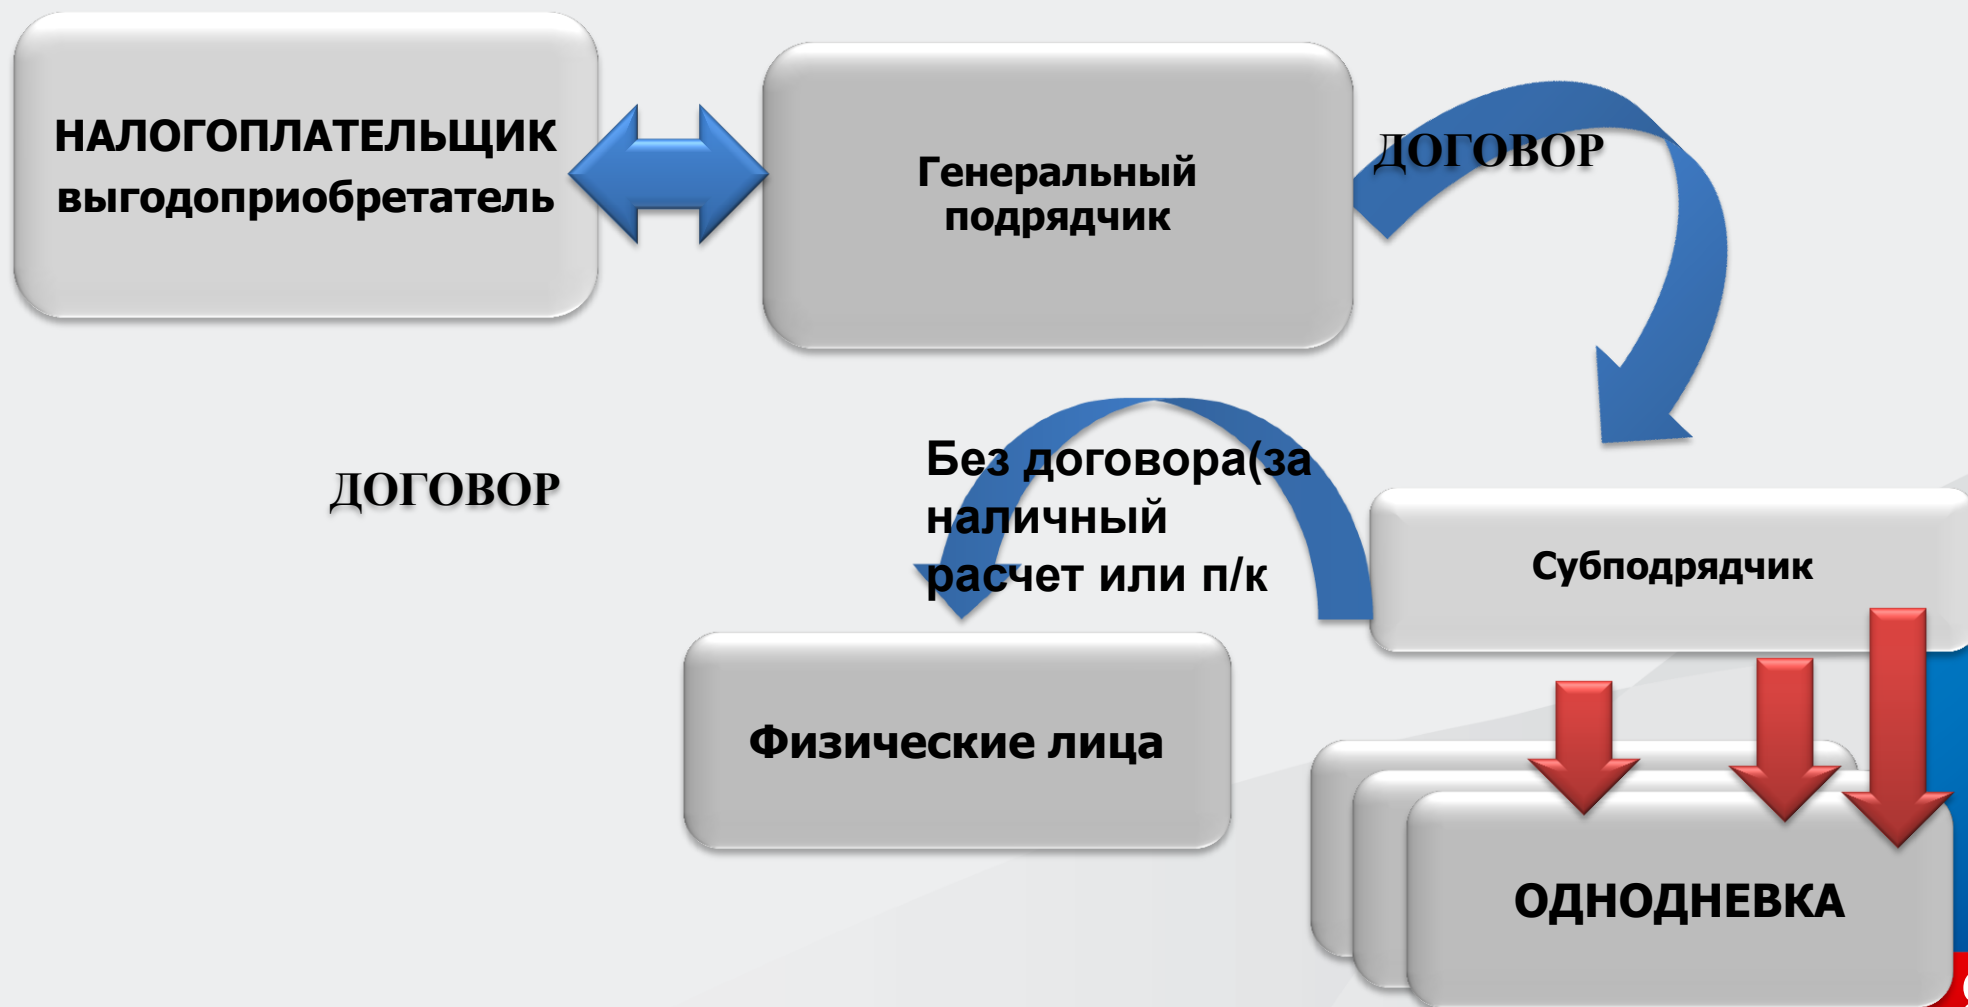 НАЛОГОПЛАТЕЛЬЩИК
выгодоприобретатель
Генеральный
подрядчик
ДОГОВОР
ДОГОВОР
Без договора(за
наличный
расчет или п/к
Субподрядчик
Физические лица
ОДНОДНЕВКА